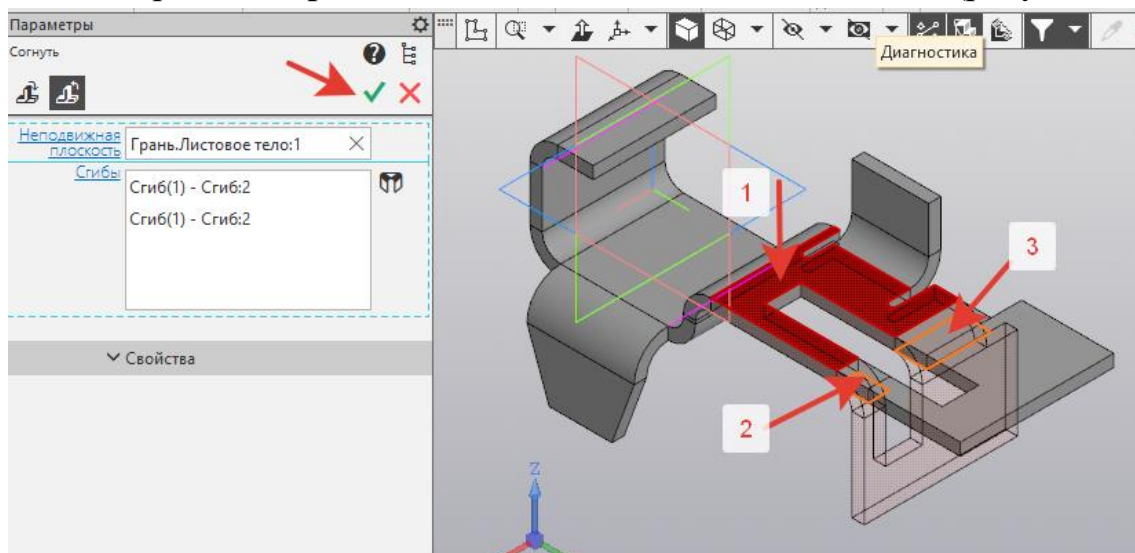 Параметры
Согнуть
Диагностика
Неподвижная
плоскость
Грань.Листовое тело:1
Сгибы
Сгиб(1) - Сгиб:2
Сгиб(1) - Сгиб:2
Свойства
1
3
2
Z